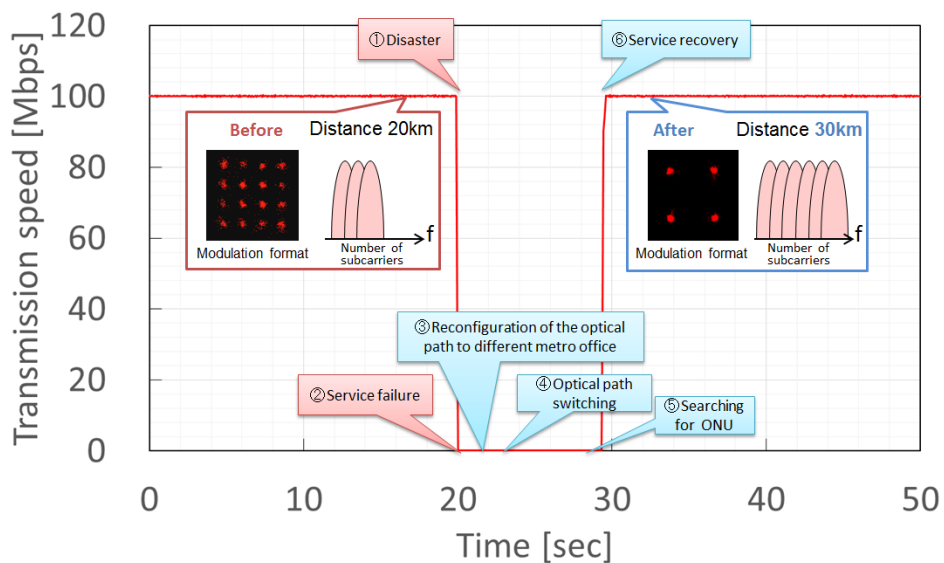 Transmission speed [Mbps]
120
100
80
60
40
20
0
①Disaster
⑥Service recovery
Before
Distance 20km
f
Modulation format
Number of
subcarriers
After
Distance 30km
f
Modulation format
Number of
subcarriers
③Reconfiguration of the optical
path to different metro office
②Service failure
④Optical path
switching
⑤Searching
for ONU
0
10
20
30
40
50
Time [sec]